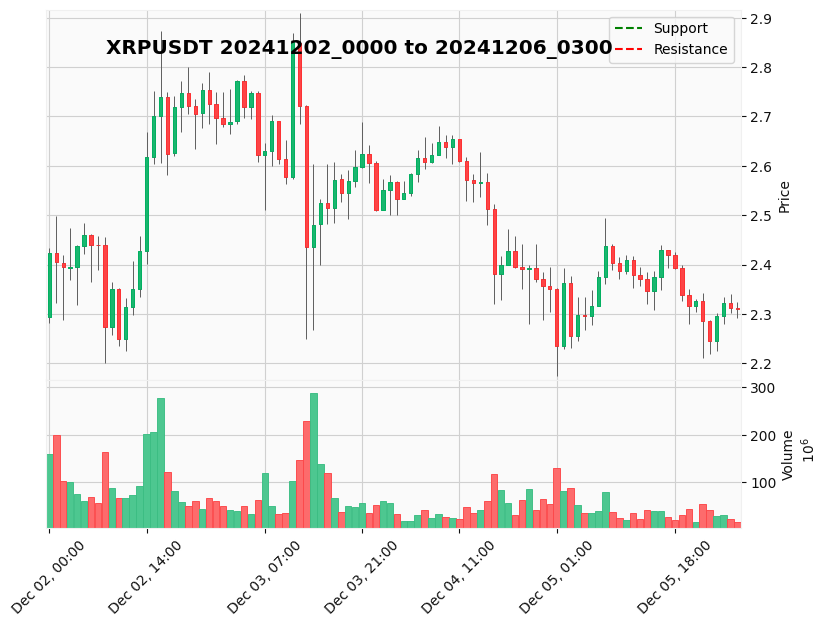 XRPUSDT 20241202_0000 to 20241206_0300
Support
Resistance
2.9
2.8
2.7
2.6
2.5
2.4
2.3
2.2
Price
300
200
100
Volume
10^6
Dec 02, 00:00
Dec 02, 14:00
Dec 03, 07:00
Dec 03, 21:00
Dec 04, 11:00
Dec 05, 01:00
Dec 05, 18:00